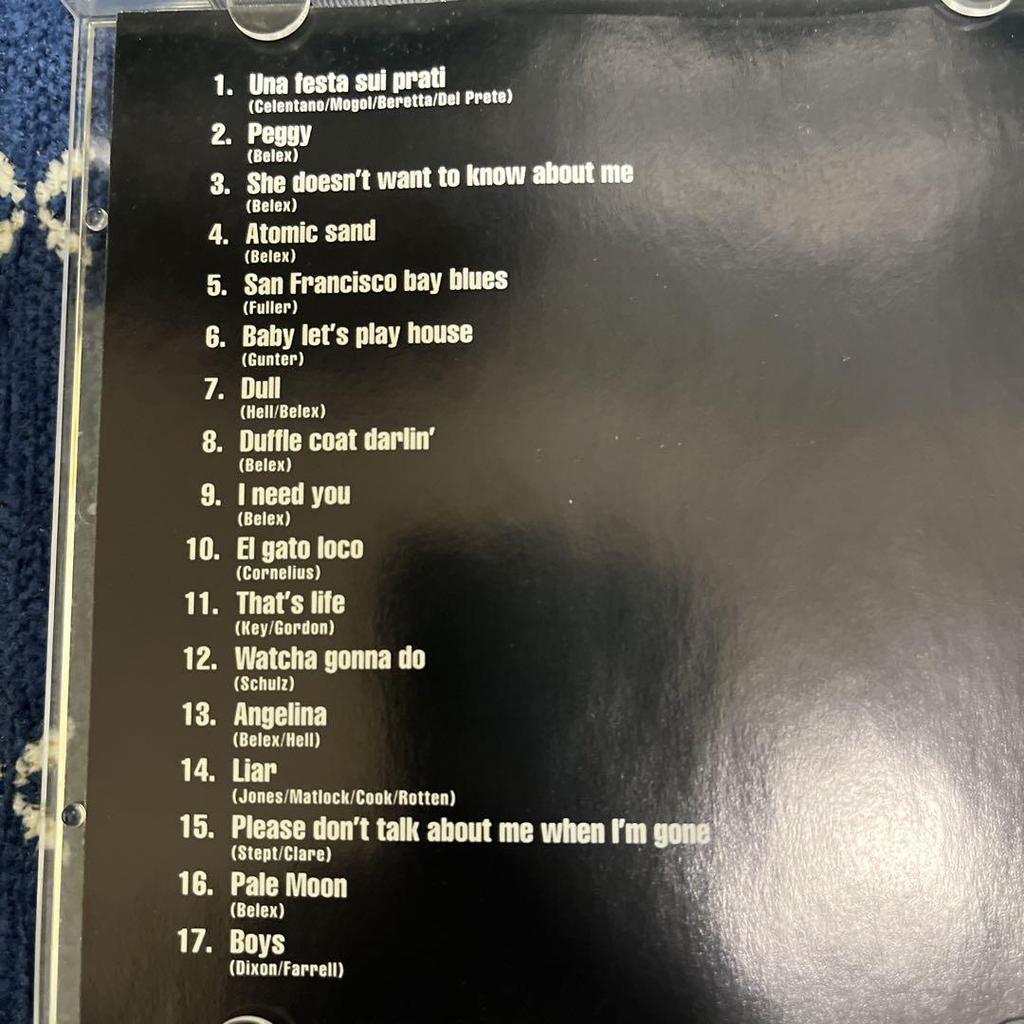 1. Una festa sui prati
(Celentano/Mogol/Beretta/Del Prete)
2. Peggy
(Belex)
3. She doesn't want to know about me
(Belex)
4. Atomic sand
(Belex)
5. San Francisco bay blues
(Fuller)
6. Baby let's play house
(Gunter)
7. Dull
(Hell/Belex)
8. Duffle coat darlin'
(Belex)
9. I need you
(Belex)
10. El gato loco
(Cornelius)
11. That's life
(Key/Gordon)
12. Watcha gonna do
(Schulz)
13. Angelina
(Belex/Hell)
14. Liar
(Jones/Matlock/Cook/Rotten)
15. Please don't talk about me when I'm gone
(Stept/Clare)
16. Pale Moon
(Belex)
17. Boys
(Dixon/Farrell)